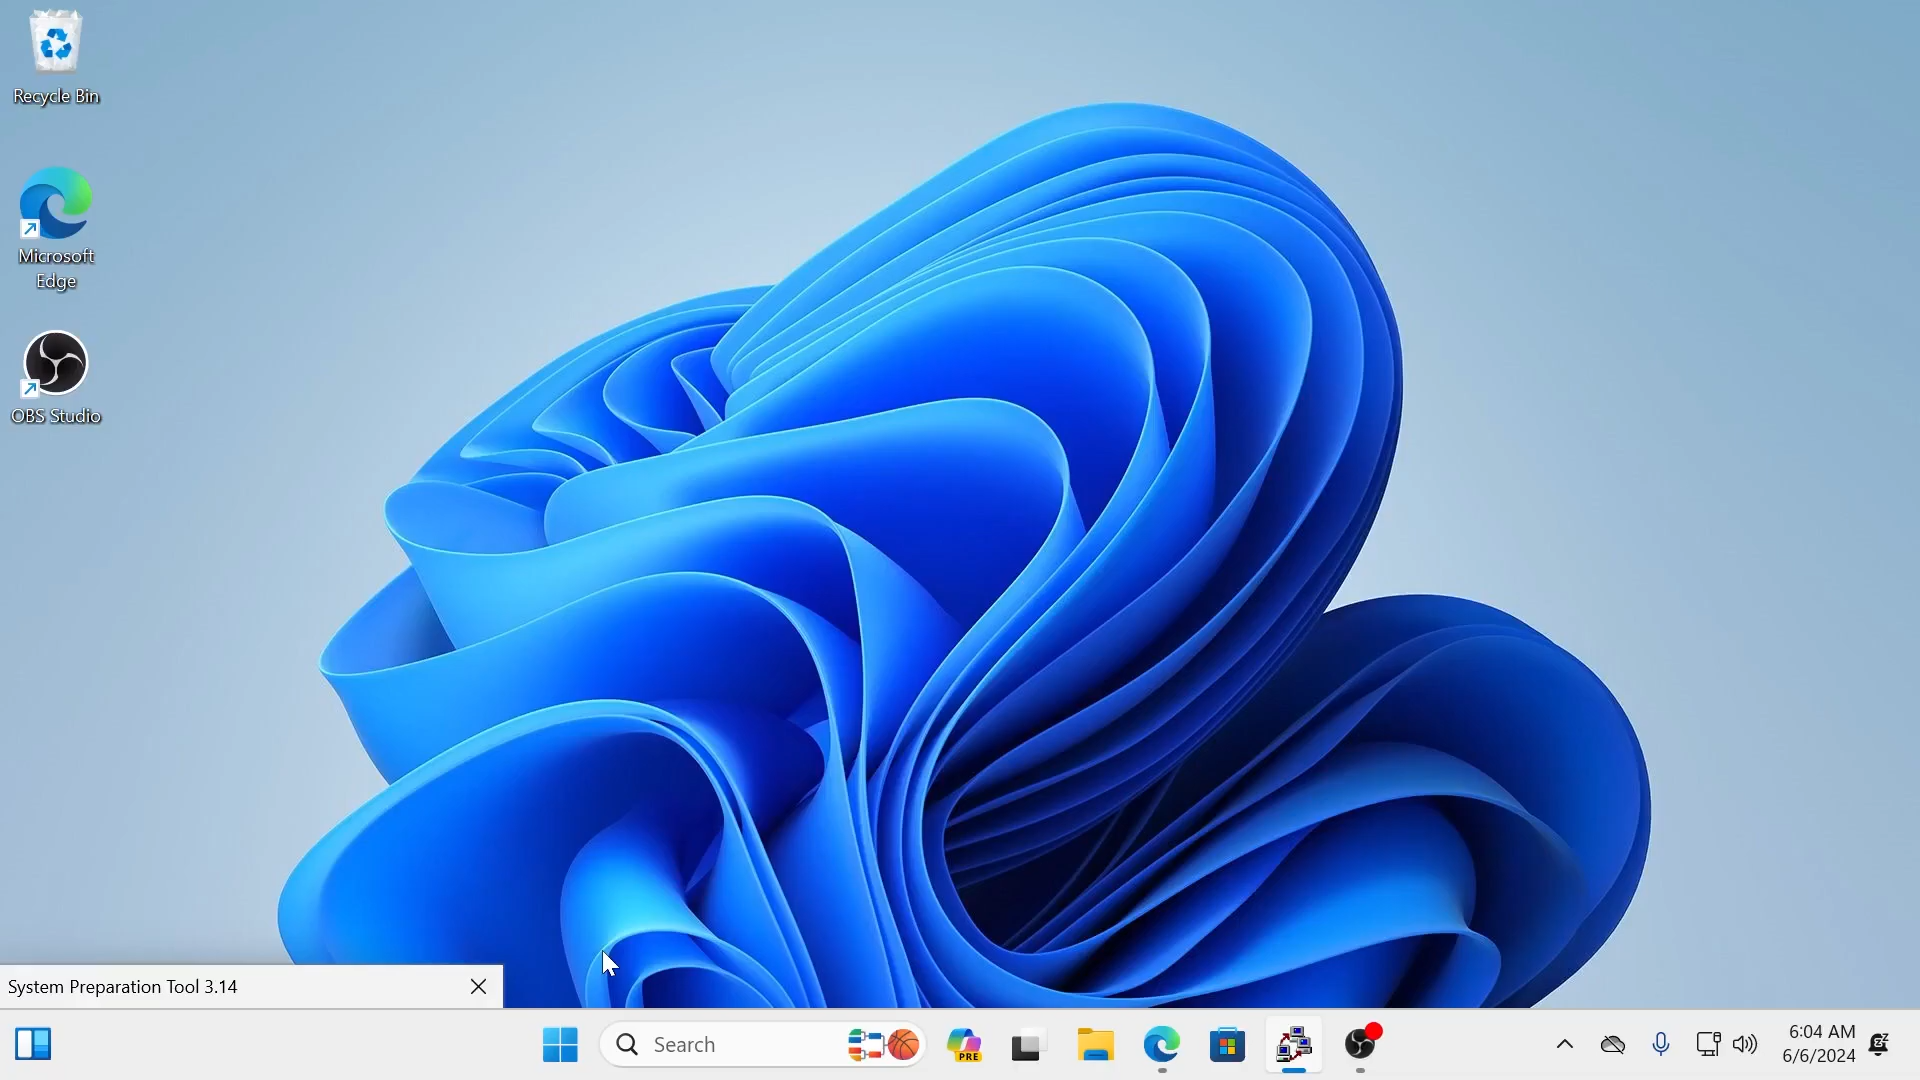 Recycle Bin
Microsoft
Edge
OBS Studio
System Preparation Tool 3.14
Search
PRE
6:04 AM
6/6/2024